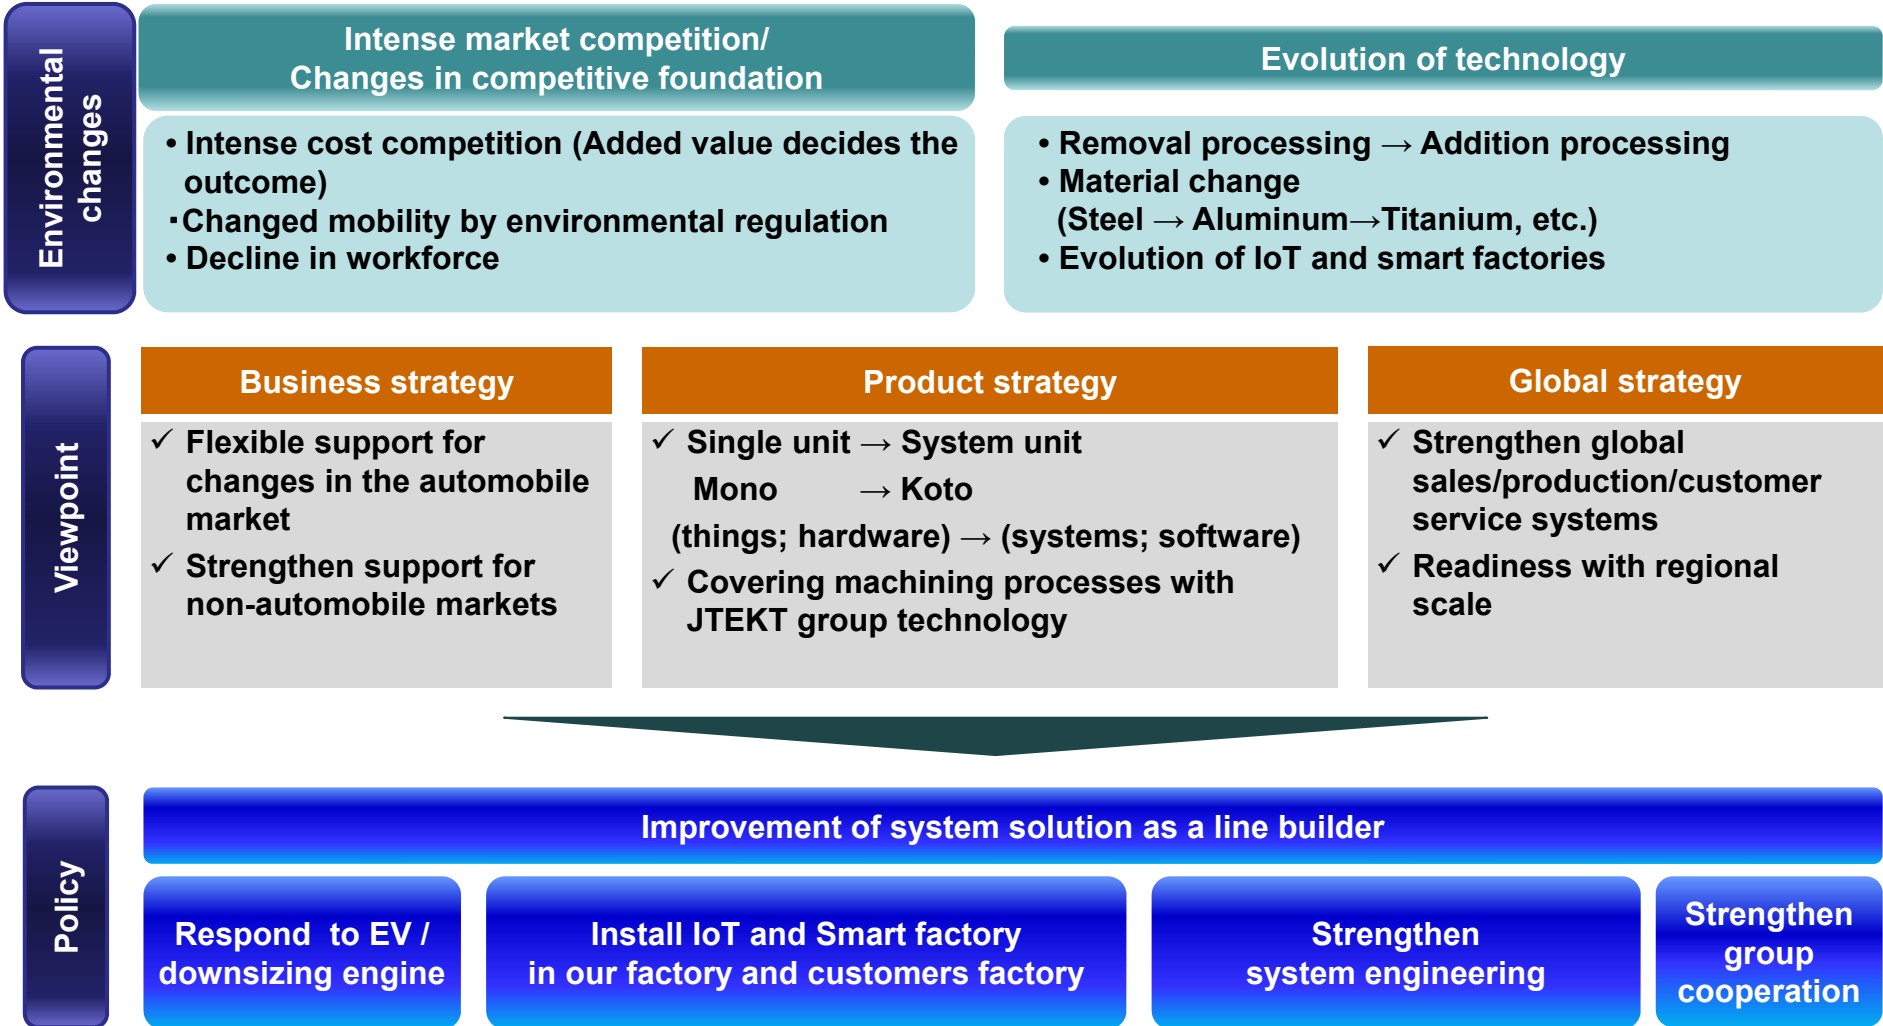 Environmental
changes
Intense market competition/
Changes in competitive foundation
• Intense cost competition (Added value decides the
outcome)
･Changed mobility by environmental regulation
• Decline in workforce
Evolution of technology
• Removal processing → Addition processing
• Material change
(Steel → Aluminum→Titanium, etc.)
• Evolution of IoT and smart factories
Viewpoint
Business strategy
✓ Flexible support for
changes in the automobile
market
✓ Strengthen support for
non-automobile markets
Product strategy
✓ Single unit → System unit
Mono → Koto
(things; hardware) → (systems; software)
✓ Covering machining processes with
JTEKT group technology
Global strategy
✓ Strengthen global
sales/production/customer
service systems
✓ Readiness with regional
scale
Policy
Improvement of system solution as a line builder
Respond to EV /
downsizing engine
Install IoT and Smart factory
in our factory and customers factory
Strengthen
system engineering
Strengthen
group
cooperation